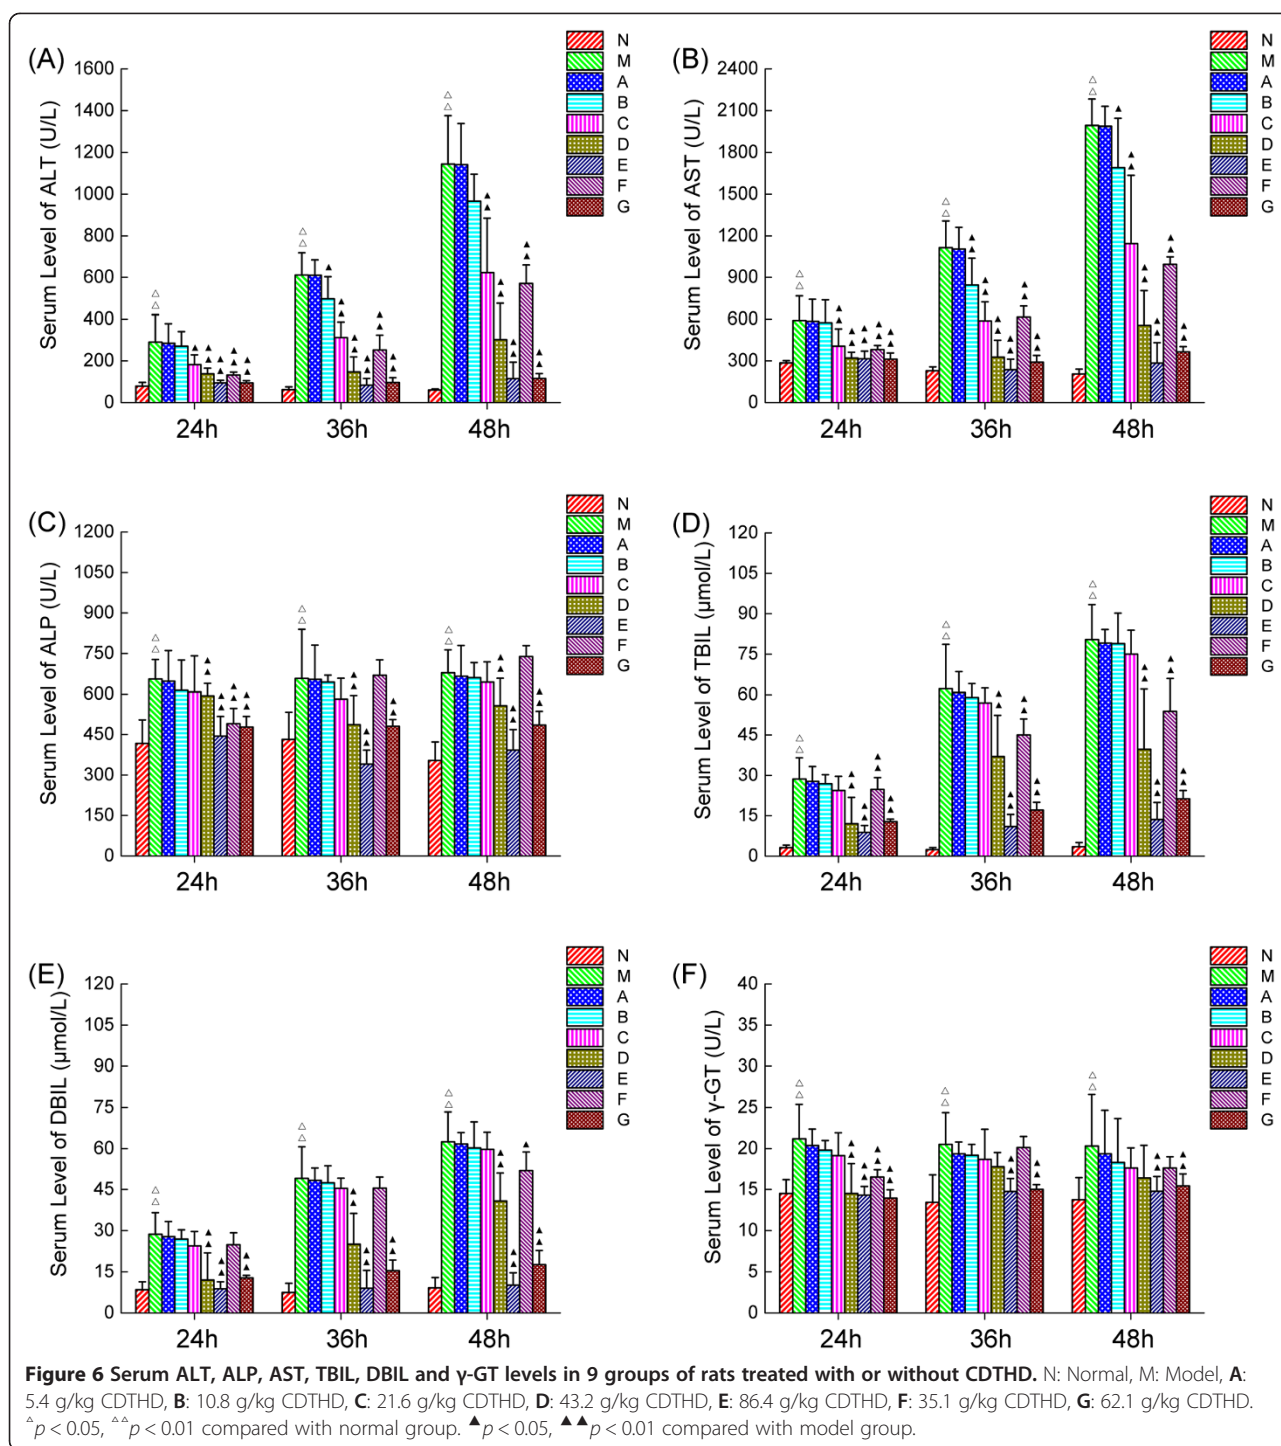 (A)
Serum Level of ALT (U/L)
1600
1400
1200
1000
800
600
400
200
0
24h 36h 48h
N
M
A
B
C
D
E
F
G
(B)
Serum Level of AST (U/L)
2400
2100
1800
1500
1200
900
600
300
0
24h 36h 48h
N
M
A
B
C
D
E
F
G
(C)
Serum Level of ALP (U/L)
1200
1050
900
750
600
450
300
150
0
24h 36h 48h
N
M
A
B
C
D
E
F
G
(D)
Serum Level of TBIL (μmol/L)
120
105
90
75
60
45
30
15
0
24h 36h 48h
N
M
A
B
C
D
E
F
G
(E)
Serum Level of DBIL (μmol/L)
120
105
90
75
60
45
30
15
0
24h 36h 48h
N
M
A
B
C
D
E
F
G
(F)
Serum Level of γ-GT (U/L)
40
35
30
25
20
15
10
5
0
24h 36h 48h
N
M
A
B
C
D
E
F
G
Figure 6 Serum ALT, ALP, AST, TBIL, DBIL and γ-GT levels in 9 groups of rats treated with or without CDTHD. N: Normal, M: Model, A:
5.4 g/kg CDTHD, B: 10.8 g/kg CDTHD, C: 21.6 g/kg CDTHD, D: 43.2 g/kg CDTHD, E: 86.4 g/kg CDTHD, F: 35.1 g/kg CDTHD, G: 62.1 g/kg CDTHD.
△p < 0.05, △△p < 0.01 compared with normal group. ▲p < 0.05, ▲▲p < 0.01 compared with model group.